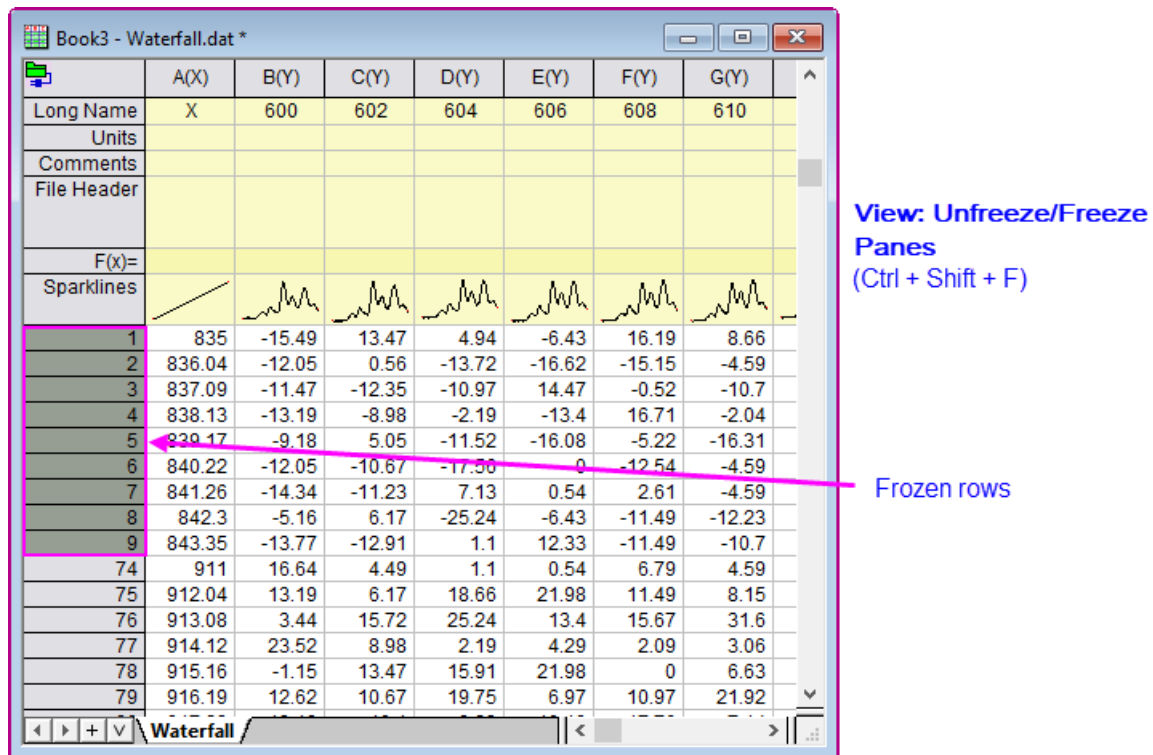 Book3 - Waterfall.dat *
A(X) B(Y) C(Y) D(Y) E(Y) F(Y) G(Y)
Long Name X 600 602 604 606 608 610
Units
Comments
File Header
F(x)=
Sparklines
1 835 -15.49 13.47 4.94 -6.43 16.19 8.66
2 836.04 -12.05 0.56 -13.72 -16.62 -15.15 -4.59
3 837.09 -11.47 -12.35 -10.97 14.47 -0.52 -10.7
4 838.13 -13.19 -8.98 -2.19 -13.4 16.71 -2.04
5 839.17 -9.18 5.05 -11.52 -16.08 -5.22 -16.31
6 840.22 -12.05 -10.67 -17.56 0 -12.54 -4.59
7 841.26 -14.34 -11.23 7.13 0.54 2.61 -4.59
8 842.3 -5.16 6.17 -25.24 -6.43 -11.49 -12.23
9 843.35 -13.77 -12.91 1.1 12.33 -11.49 -10.7
74 911 16.64 4.49 1.1 0.54 6.79 4.59
75 912.04 13.19 6.17 18.66 21.98 11.49 8.15
76 913.08 3.44 15.72 25.24 13.4 15.67 31.6
77 914.12 23.52 8.98 2.19 4.29 2.09 3.06
78 915.16 -1.15 13.47 15.91 21.98 0 6.63
79 916.19 12.62 10.67 19.75 6.97 10.97 21.92
Waterfall
View: Unfreeze/Freeze
Panes
(Ctrl + Shift + F)
Frozen rows